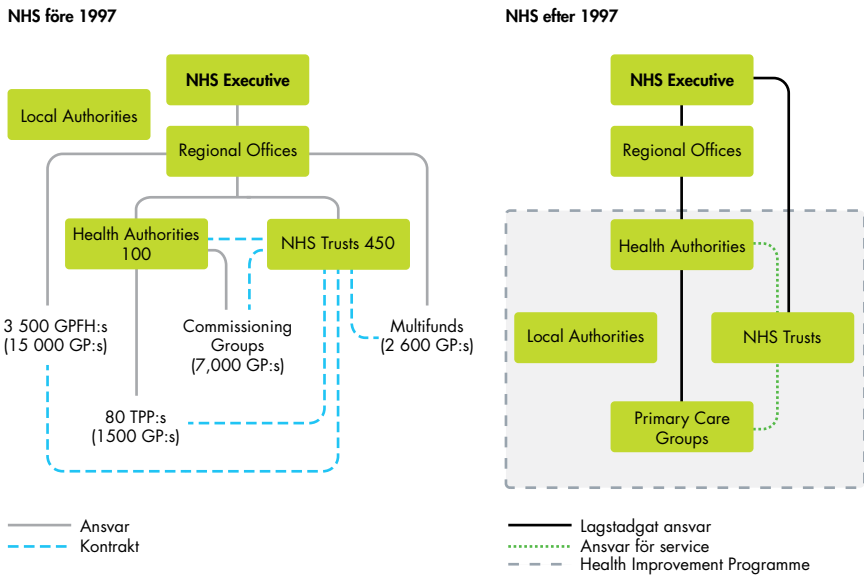 NHS före 1997
NHS Executive
Local Authorities
Regional Offices
Health Authorities
100
NHS Trusts 450
3 500 GPFH:s
(15 000 GP:s)
Commissioning
Groups
(7,000 GP:s)
Multifunds
(2 600 GP:s)
80 TPP:s
(1500 GP:s)
Ansvar
Kontrakt
NHS efter 1997
NHS Executive
Regional Offices
Health Authorities
Local Authorities
NHS Trusts
Primary Care
Groups
Lagstadgat ansvar
Ansvar för service
Health Improvement Programme